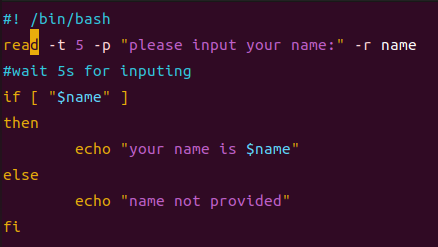 #! /bin/bash
read -t 5 -p "please input your name:" -r name
#wait 5s for inputing
if [ "$name" ]
then
        echo "your name is $name"
else
        echo "name not provided"
fi